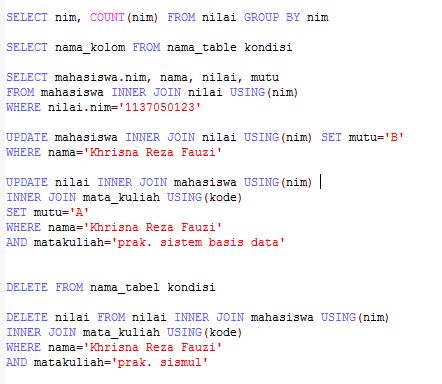 SELECT nim, COUNT(nim) FROM nilai GROUP BY nim
SELECT nama_kolom FROM nama_table kondisi
SELECT mahasiswa.nim, nama, nilai, mutu
FROM mahasiswa INNER JOIN nilai USING(nim)
WHERE nilai.nim='1137050123'
UPDATE mahasiswa INNER JOIN nilai USING(nim) SET mutu='B'
WHERE nama='Khrisna Reza Fauzi'
UPDATE nilai INNER JOIN mahasiswa USING(nim)
INNER JOIN mata_kuliah USING(kode)
SET mutu='A'
WHERE nama='Khrisna Reza Fauzi'
AND matakuliah='prak. sistem basis data'
DELETE FROM nama_tabel kondisi
DELETE nilai FROM nilai INNER JOIN mahasiswa USING(nim)
INNER JOIN mata_kuliah USING(kode)
WHERE nama='Khrisna Reza Fauzi'
AND matakuliah='prak. sismul'